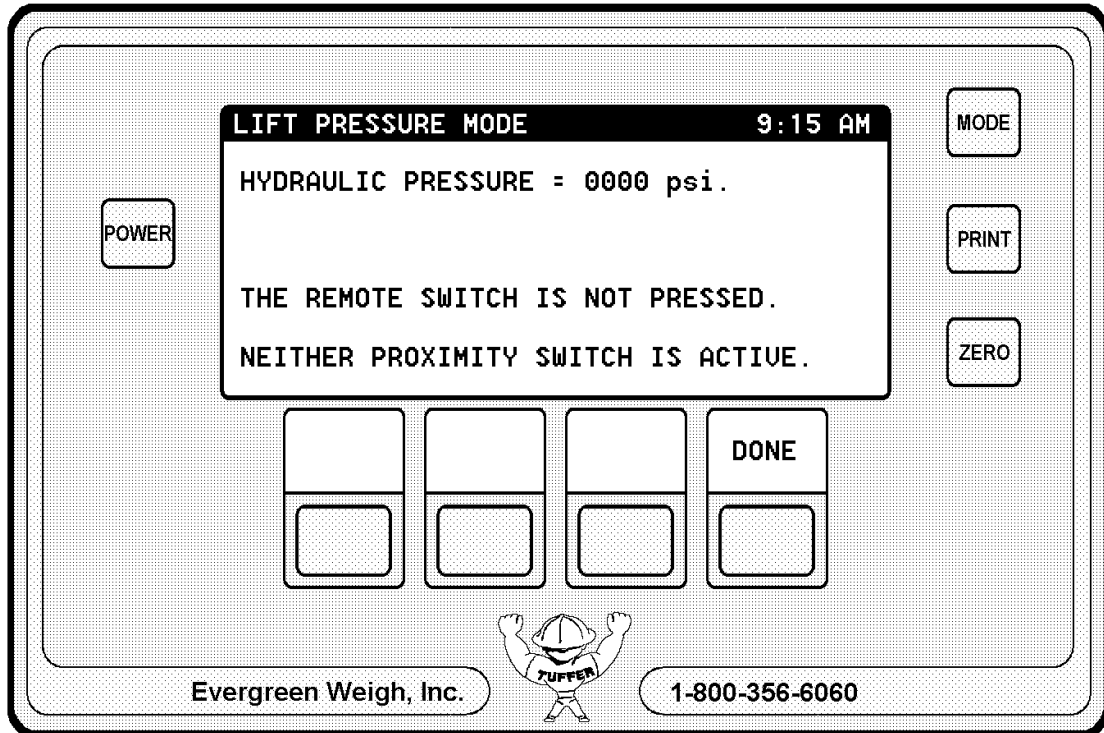 LIFT PRESSURE MODE 9:15 AM
HYDRAULIC PRESSURE = 0000 psi.
THE REMOTE SWITCH IS NOT PRESSED.
NEITHER PROXIMITY SWITCH IS ACTIVE.
POWER
MODE
PRINT
ZERO
DONE
TUFFER
Evergreen Weigh, Inc.
1-800-356-6060